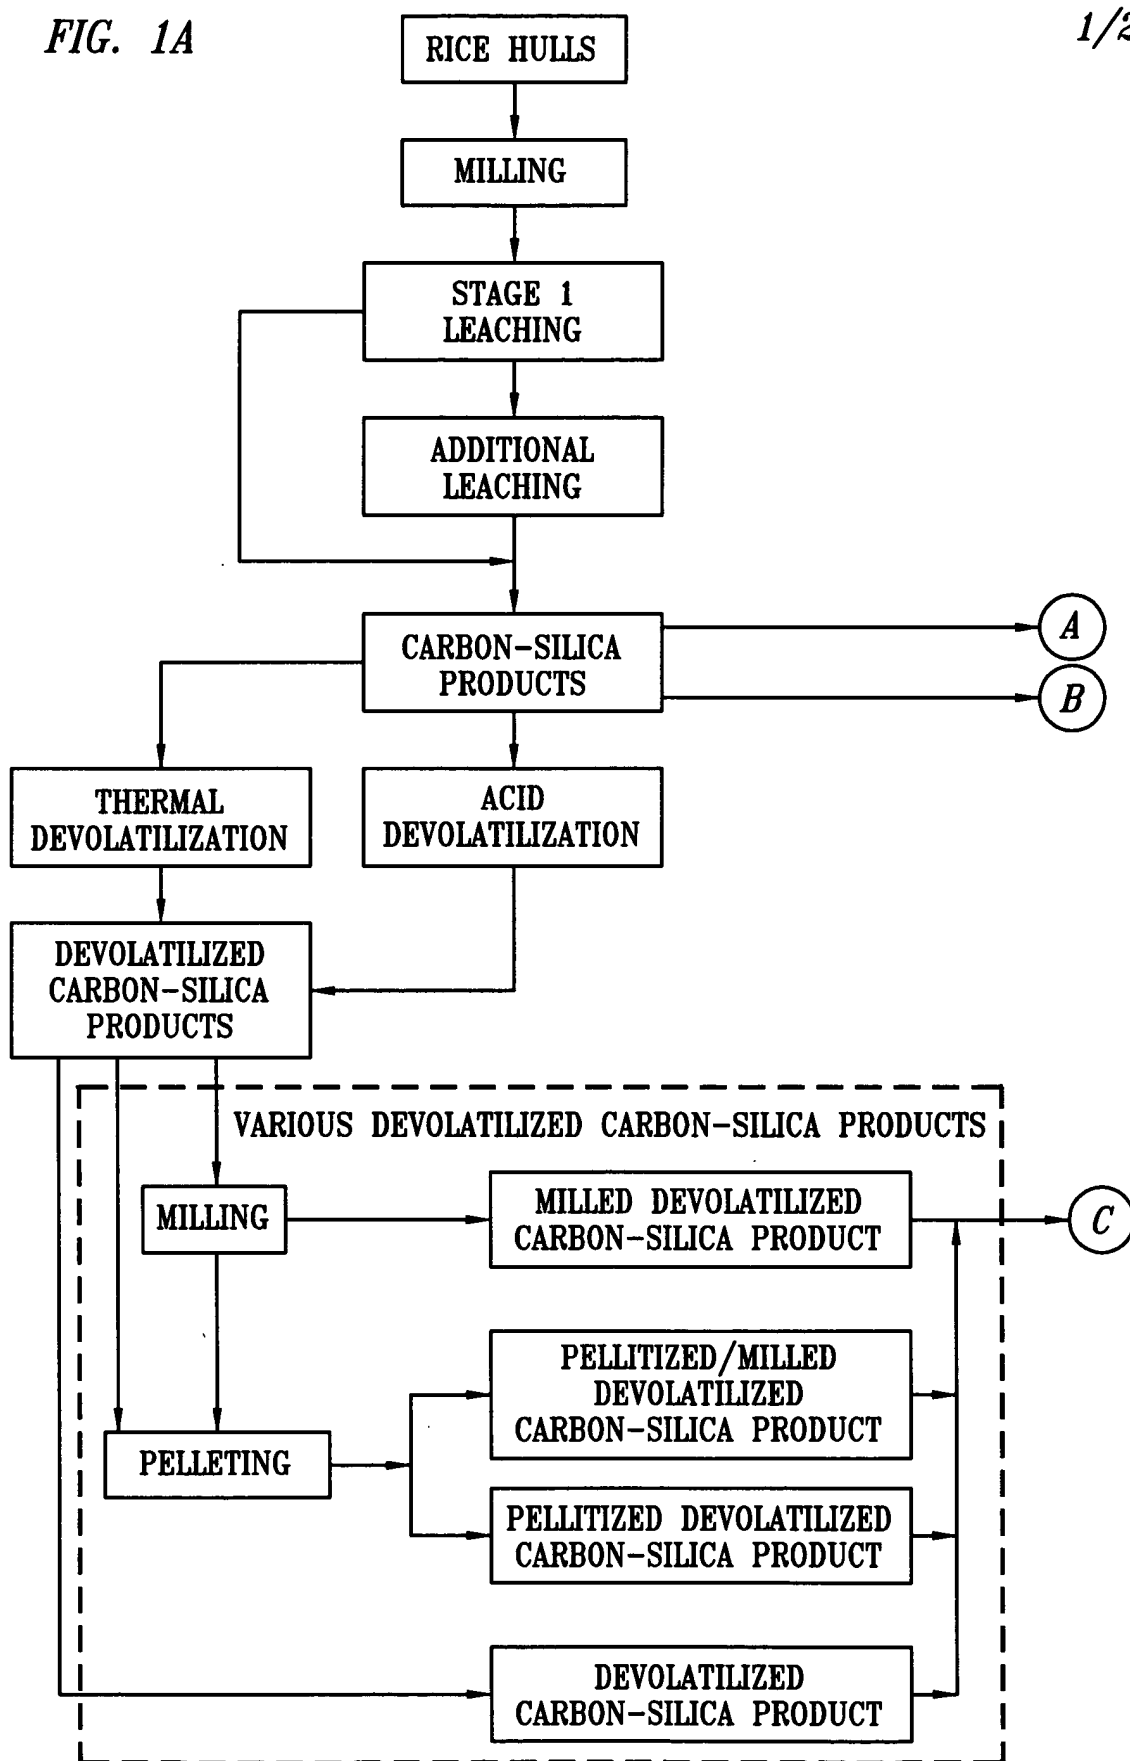 FIG. 1A
1/2
RICE HULLS
MILLING
STAGE 1
LEACHING
ADDITIONAL
LEACHING
CARBON-SILICA
PRODUCTS
A
B
THERMAL
DEVOLATILIZATION
ACID
DEVOLATILIZATION
DEVOLATILIZED
CARBON-SILICA
PRODUCTS
VARIOUS DEVOLATILIZED CARBON-SILICA PRODUCTS
MILLING
MILLED DEVOLATILIZED
CARBON-SILICA PRODUCT
C
PELLITIZED/MILLED
DEVOLATILIZED
CARBON-SILICA PRODUCT
PELLETING
PELLITIZED DEVOLATILIZED
CARBON-SILICA PRODUCT
DEVOLATILIZED
CARBON-SILICA PRODUCT